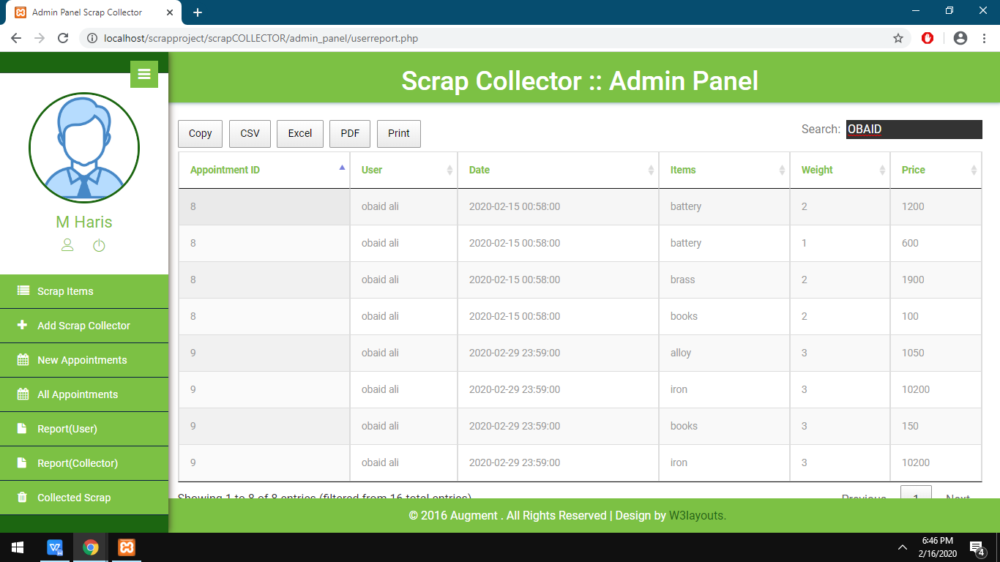 Admin Panel Scrap Collector
localhost/scrapproject/scrapCOLLECTOR/admin_panel/userreport.php
Scrap Collector :: Admin Panel
M Haris
Scrap Items
Add Scrap Collector
New Appointments
All Appointments
Report(User)
Report(Collector)
Collected Scrap
Copy CSV Excel PDF Print Search: OBAID
Appointment ID User Date Items Weight Price
8 obaid ali 2020-02-15 00:58:00 battery 2 1200
8 obaid ali 2020-02-15 00:58:00 battery 1 600
8 obaid ali 2020-02-15 00:58:00 brass 2 1900
8 obaid ali 2020-02-15 00:58:00 books 2 100
9 obaid ali 2020-02-29 23:59:00 alloy 3 1050
9 obaid ali 2020-02-29 23:59:00 iron 3 10200
9 obaid ali 2020-02-29 23:59:00 books 3 150
9 obaid ali 2020-02-29 23:59:00 iron 3 10200
Showing 1 to 8 of 8 entries (filtered from 16 total entries) Previous 1 Next
© 2016 Augment . All Rights Reserved | Design by W3layouts.
6:46 PM
2/16/2020
4